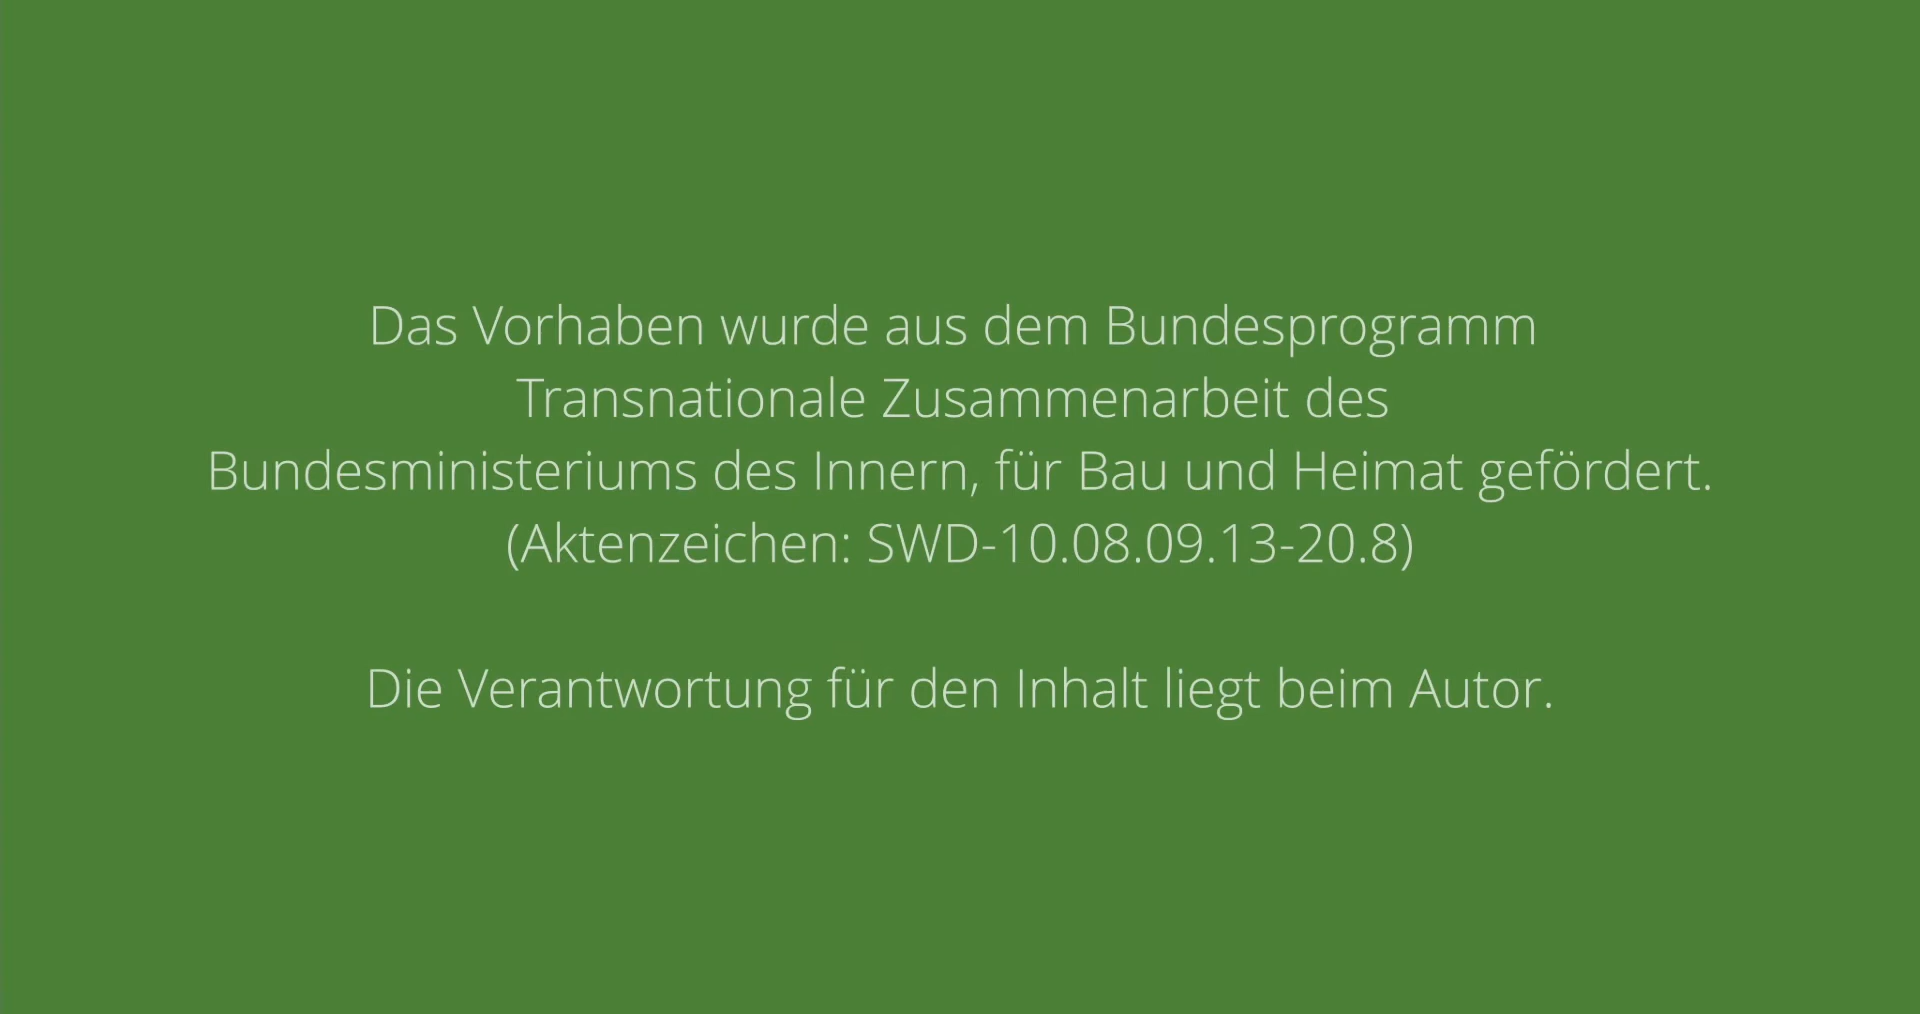 Das Vorhaben wurde aus dem Bundesprogramm
Transnationale Zusammenarbeit des
Bundesministeriums des Innern, für Bau und Heimat gefördert.
(Aktenzeichen: SWD-10.08.09.13-20.8)
Die Verantwortung für den Inhalt liegt beim Autor.